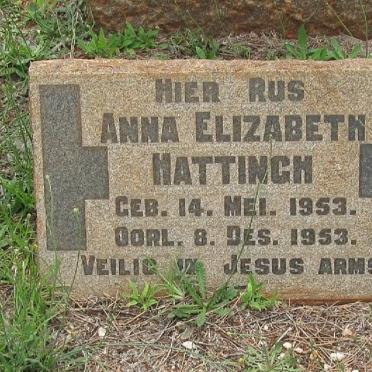 HIER RUS
ANNA ELIZABETH
HATTINGH
GEB. 14. MEI. 1953.
OORL. 8. DES. 1953.
VEILIG IN JESUS ARMS